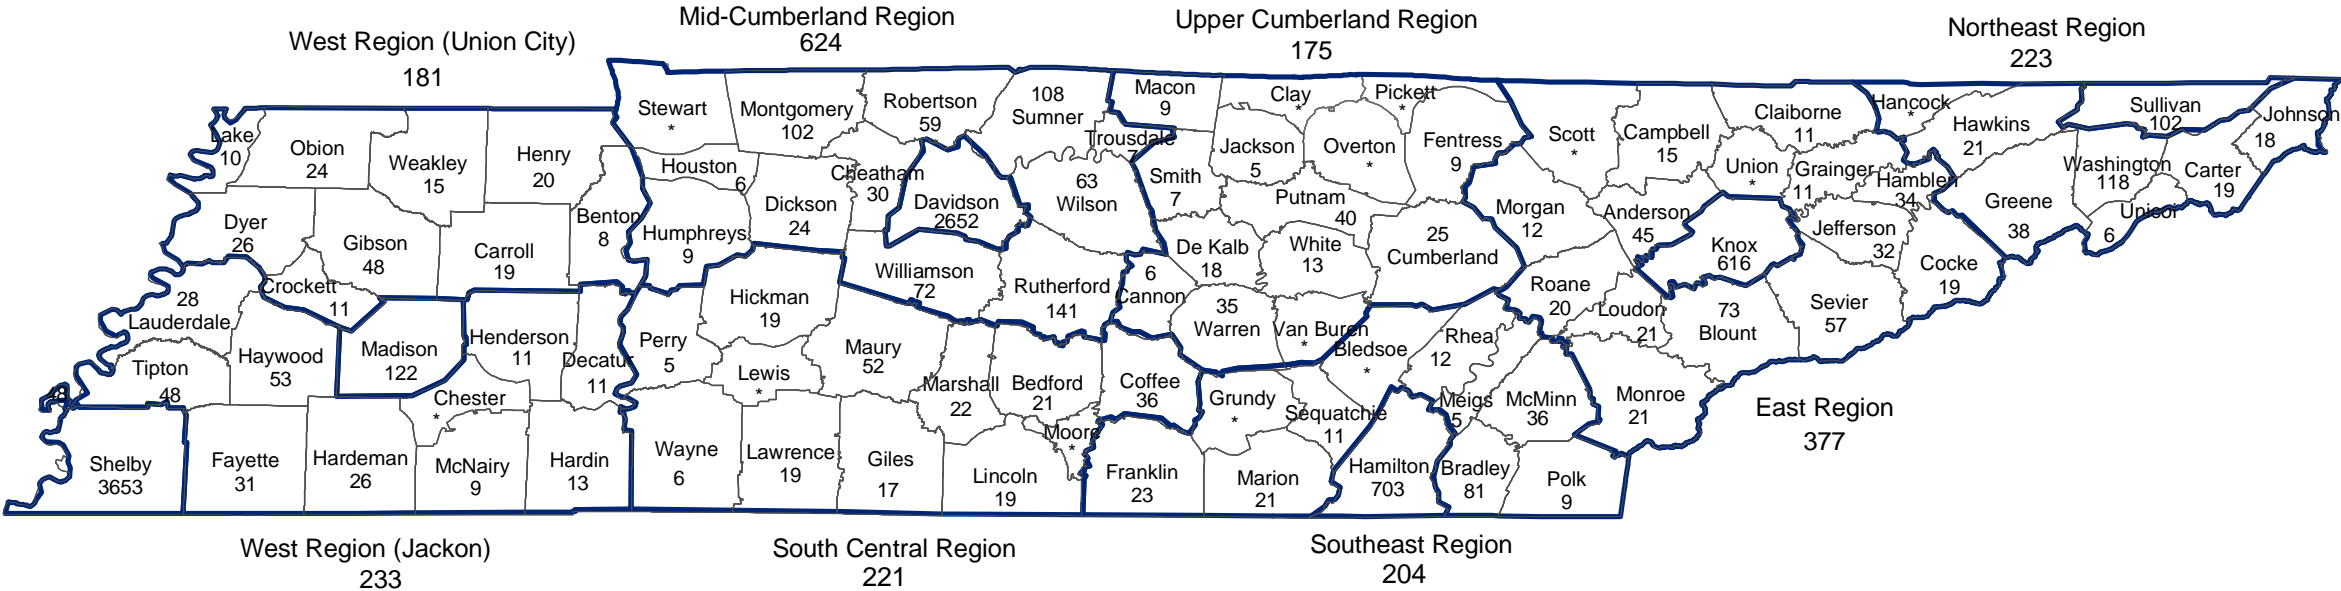 Mid-Cumberland Region
624
Upper Cumberland Region
175
Northeast Region
223
West Region (Union City)
181
Stewart
*
Montgomery
102
Robertson
59
108
Sumner
Macon
9
Trousdale
7
Clay
*
Pickett
*
Fentress
9
Scott
*
Campbell
15
Claiborne
11
Hancock
*
Hawkins
21
Sullivan
102
Johnson
18
Lake
10
Obion
24
Weakley
15
Henry
20
Houston
6
Cheatham
30
Davidson
2652
63
Wilson
Smith
7
Jackson
5
Overton
*
Union
*
Grainger
11
Hamblen
34
Washington
118
Carter
19
Dyer
26
Gibson
48
Carroll
19
Benton
8
Humphreys
9
Dickson
24
Putnam
40
De Kalb
18
White
13
25
Cumberland
Morgan
12
Anderson
45
Knox
616
Jefferson
32
Greene
38
Unicoi
6
Crockett
11
28
Lauderdale
Williamson
72
Rutherford
141
6
Cannon
35
Warren
Van Buren
*
Roane
20
Loudon
21
73
Blount
Sevier
57
Cocke
19
Tipton
48
Haywood
53
Madison
122
Henderson
11
Decatur
11
Perry
5
Hickman
19
Lewis
*
Maury
52
Marshall
22
Bedford
21
Coffee
36
Grundy
*
Bledsoe
*
Rhea
12
Meigs
5
McMinn
36
Monroe
21
48
Chester
*
Moore
*
Sequatchie
11
East Region
377
Shelby
3653
Fayette
31
Hardeman
26
McNairy
9
Hardin
13
Wayne
6
Lawrence
19
Giles
17
Lincoln
19
Franklin
23
Marion
21
Hamilton
703
Bradley
81
Polk
9
West Region (Jackon)
233
South Central Region
221
Southeast Region
204